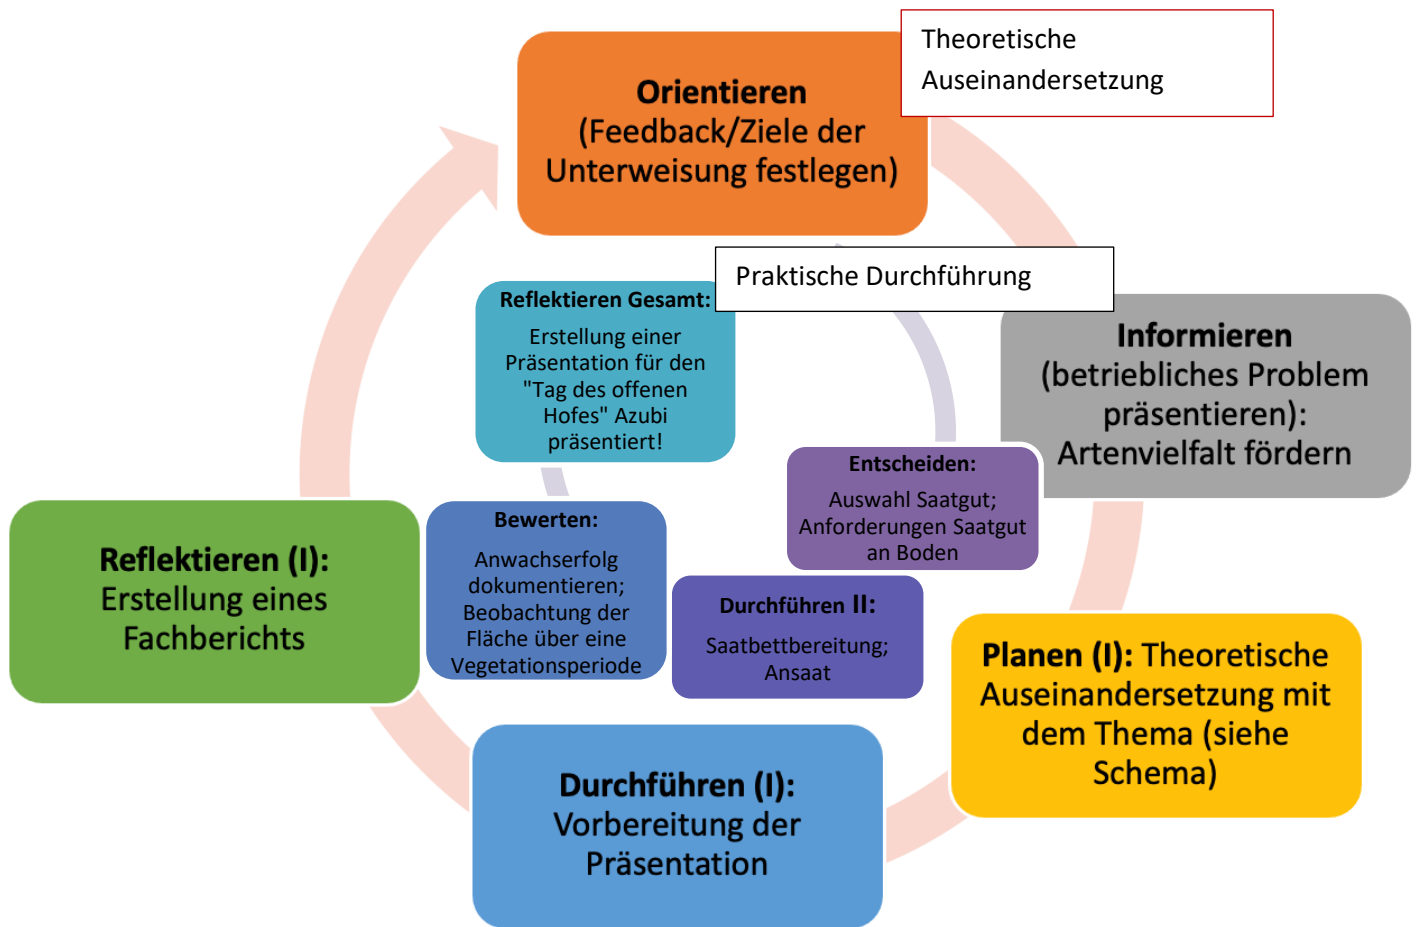 Theoretische
Auseinandersetzung
Orientieren
(Feedback/Ziele der
Unterweisung festlegen)
Praktische Durchführung
Reflektieren Gesamt:
Erstellung einer
Präsentation für den
"Tag des offenen
Hofes" Azubi
präsentiert!
Informieren
(betriebliches Problem
präsentieren):
Artenvielfalt fördern
Entscheiden:
Auswahl Saatgut;
Anforderungen Saatgut
an Boden
Bewerten:
Anwachserfolg
dokumentieren;
Beobachtung der
Fläche über eine
Vegetationsperiode
Durchführen II:
Saatbettbereitung;
Ansaat
Reflektieren (I):
Erstellung eines
Fachberichts
Planen (I): Theoretische
Auseinandersetzung mit
dem Thema (siehe
Schema)
Durchführen (I):
Vorbereitung der
Präsentation